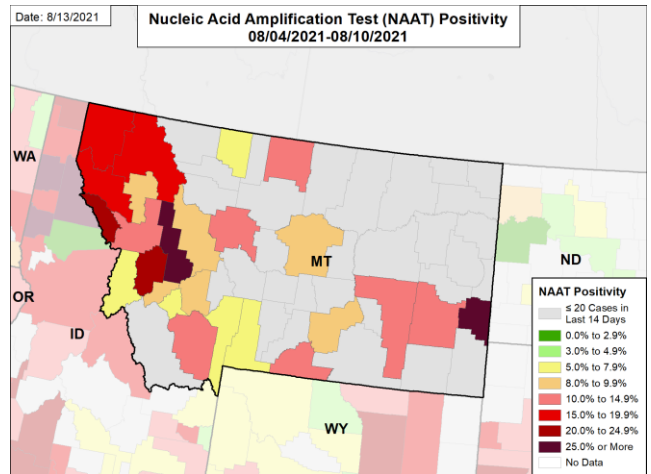 Date: 8/13/2021
Nucleic Acid Amplification Test (NAAT) Positivity
08/04/2021-08/10/2021
WA
MT
ND
OR
ID
WY
NAAT Positivity
≤ 20 Cases in
Last 14 Days
0.0% to 2.9%
3.0% to 4.9%
5.0% to 7.9%
8.0% to 9.9%
10.0% to 14.9%
15.0% to 19.9%
20.0% to 24.9%
25.0% or More
No Data